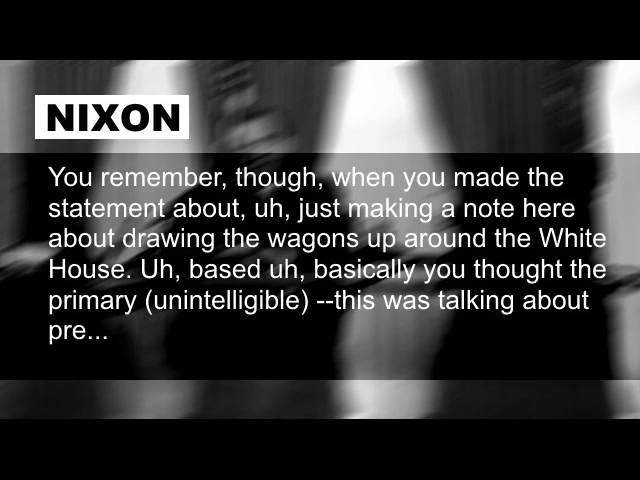 NIXON
You remember, though, when you made the
statement about, uh, just making a note here
about drawing the wagons up around the White
House. Uh, based uh, basically you thought the
primary (unintelligible) --this was talking about
pre...